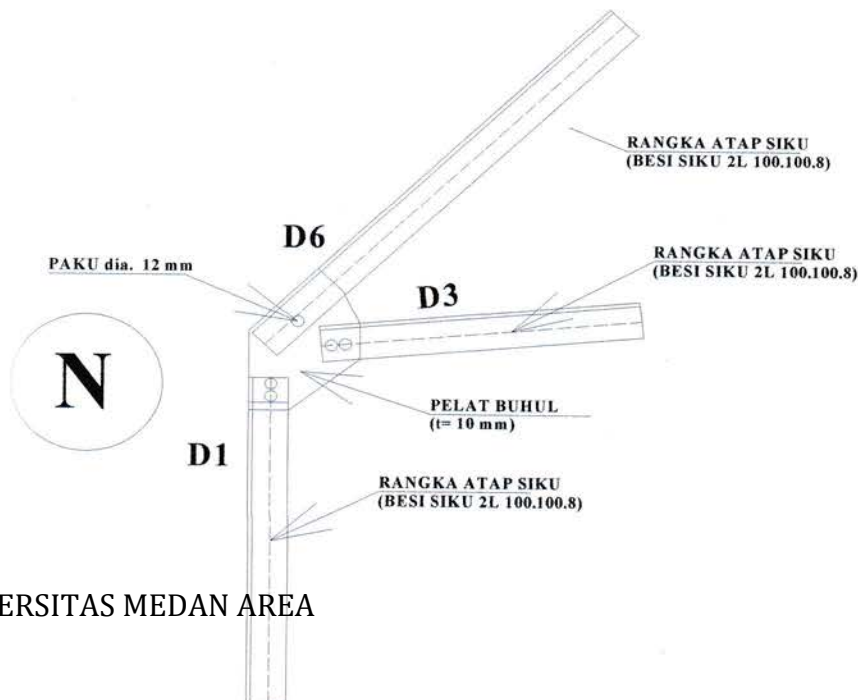 RANGKA ATAP SIKU
(BESI SIKU 2L 100.100.8)
D6
PAKU dia. 12 mm
RANGKA ATAP SIKU
(BESI SIKU 2L 100.100.8)
D3
N
PELAT BUHUL
(t= 10 mm)
D1
RANGKA ATAP SIKU
(BESI SIKU 2L 100.100.8)
ERSITAS MEDAN AREA